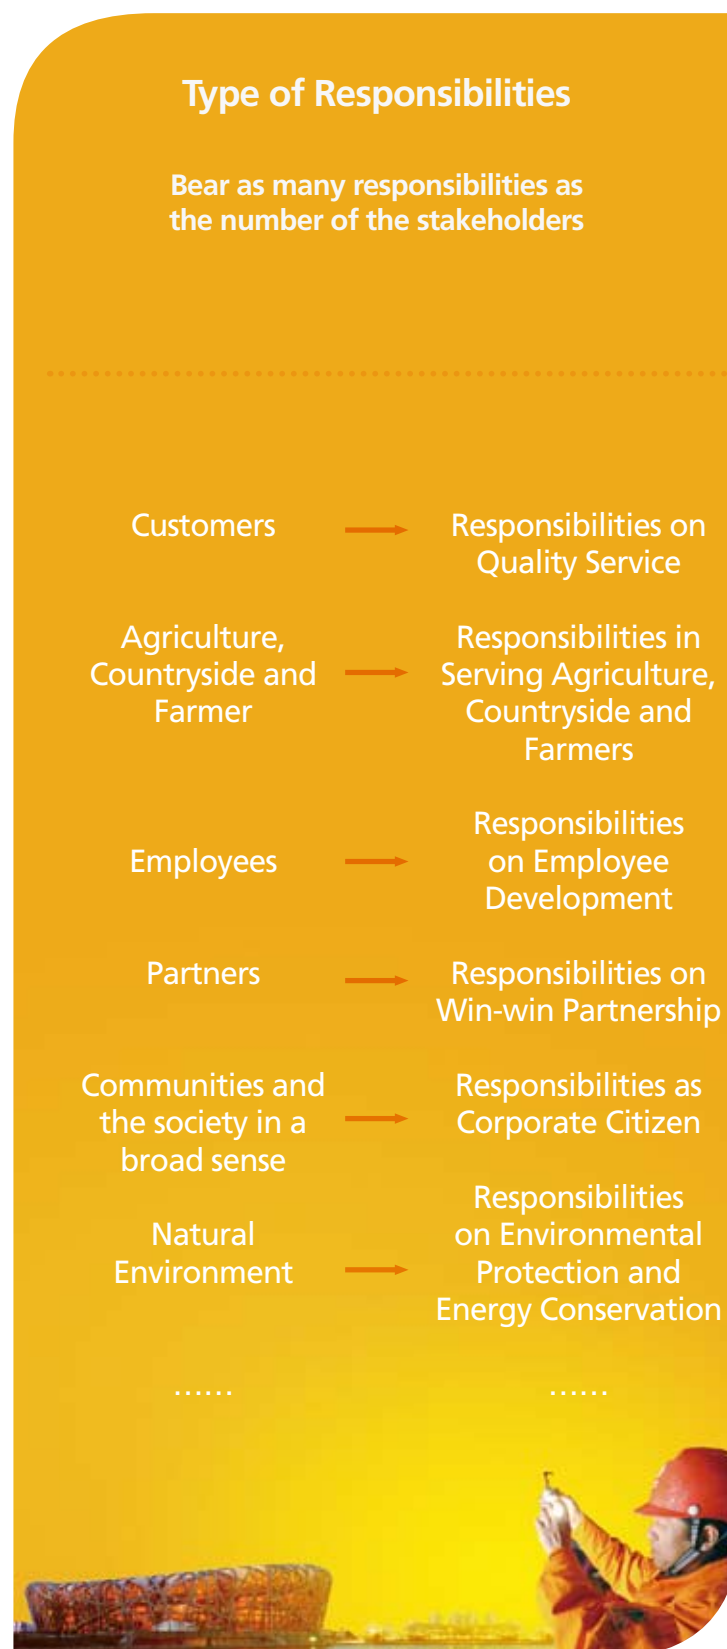 Type of Responsibilities
Bear as many responsibilities as
the number of the stakeholders
Customers
Responsibilities on
Quality Service
Agriculture,
Countryside and
Farmer
Responsibilities in
Serving Agriculture,
Countryside and
Farmers
Employees
Responsibilities
on Employee
Development
Partners
Responsibilities on
Win-win Partnership
Communities and
the society in a
broad sense
Responsibilities as
Corporate Citizen
Natural
Environment
Responsibilities
on Environmental
Protection and
Energy Conservation
......
......